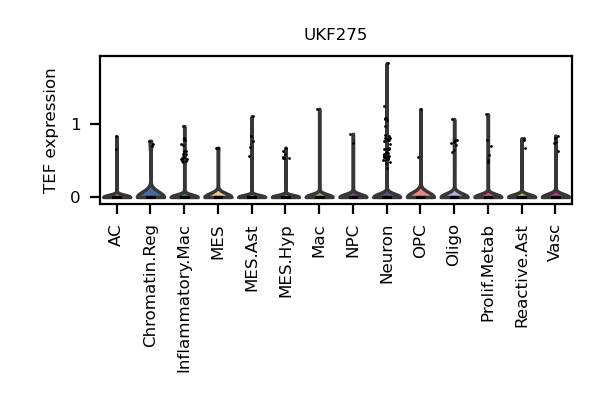 UKF275
TEF expression
1
0
AC
Chromatin.Reg
Inflammatory.Mac
MES
MES.Ast
MES.Hyp
Mac
NPC
Neuron
OPC
Oligo
Prolif.Metab
Reactive.Ast
Vasc